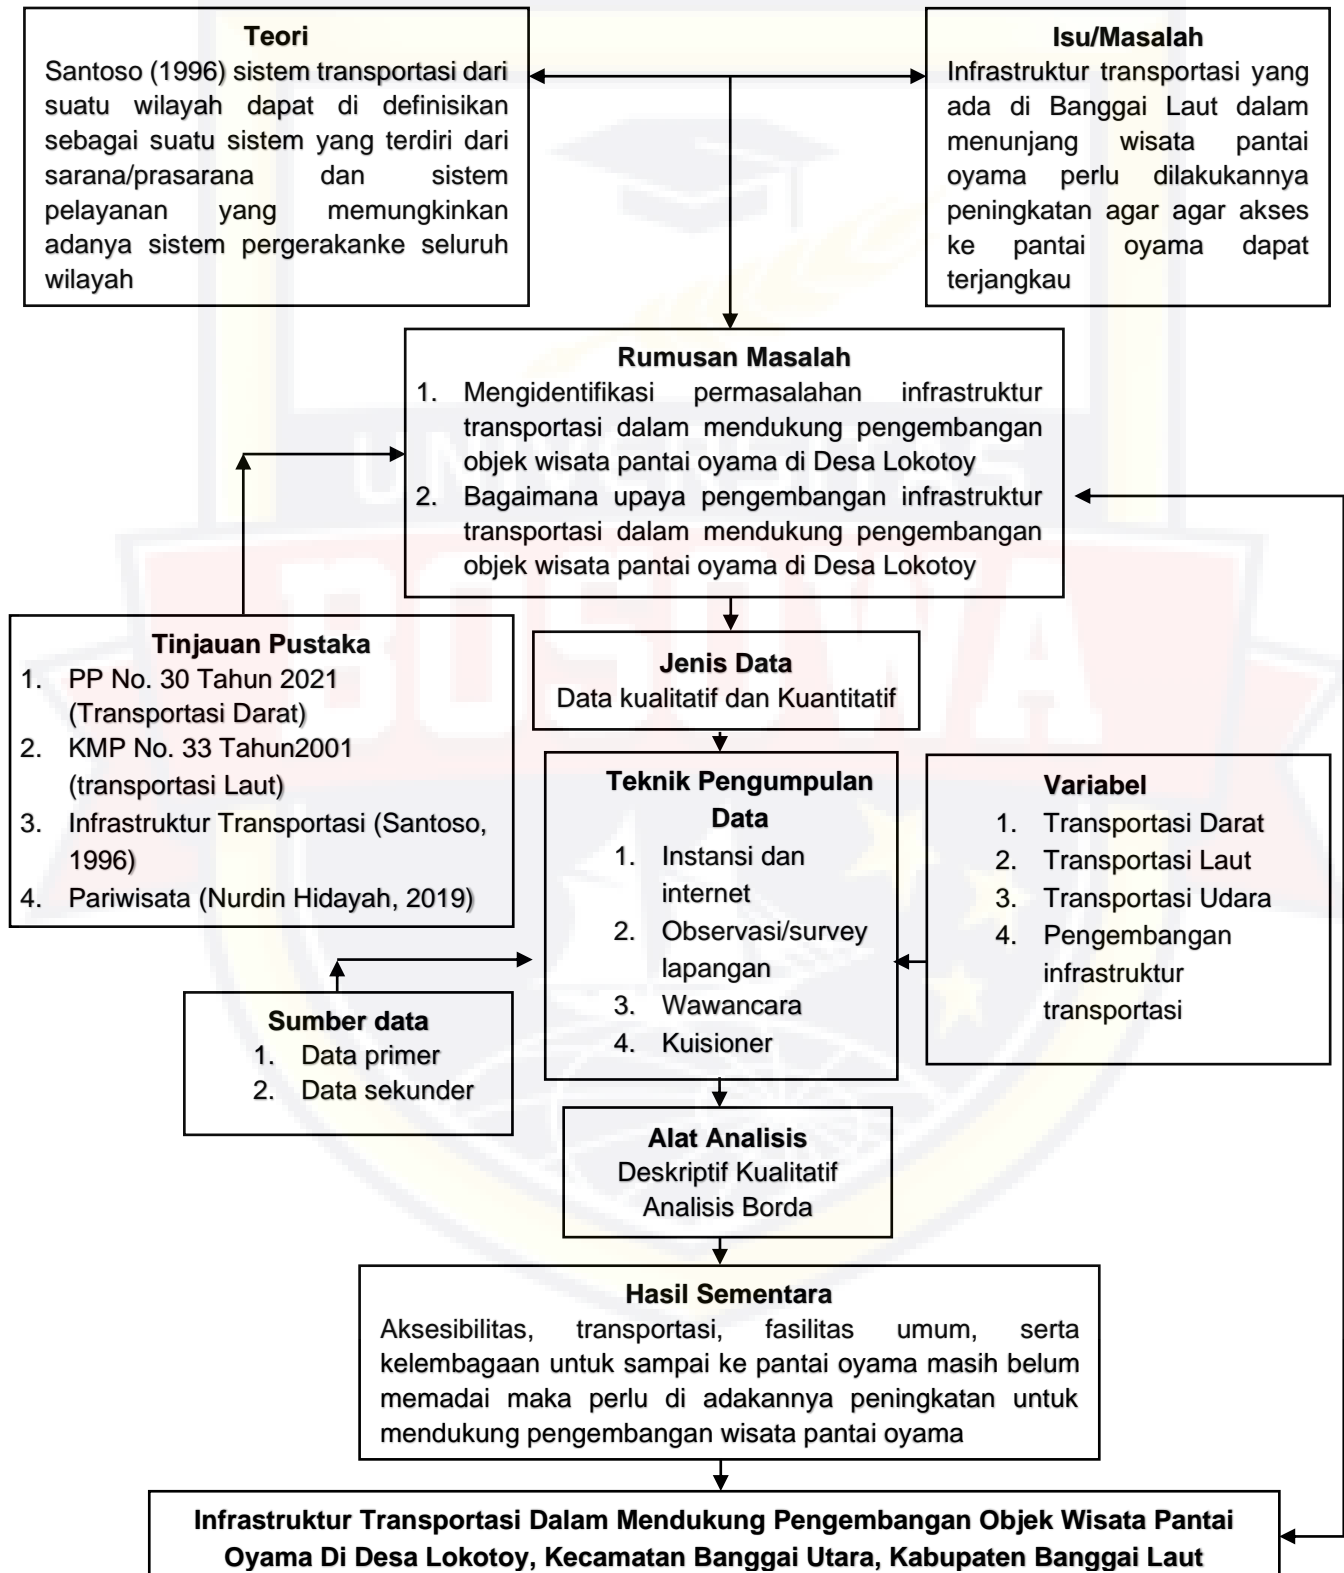 Teori
Santoso (1996) sistem transportasi dari
suatu wilayah dapat di definisikan
sebagai suatu sistem yang terdiri dari
sarana/prasarana dan sistem
pelayanan yang memungkinkan
adanya sistem pergerakanke seluruh
wilayah
Isu/Masalah
Infrastruktur transportasi yang
ada di Banggai Laut dalam
menunjang wisata pantai
oyama perlu dilakukannya
peningkatan agar agar akses
ke pantai oyama dapat
terjangkau
Rumusan Masalah
1. Mengidentifikasi permasalahan infrastruktur
transportasi dalam mendukung pengembangan
objek wisata pantai oyama di Desa Lokotoy
2. Bagaimana upaya pengembangan infrastruktur
transportasi dalam mendukung pengembangan
objek wisata pantai oyama di Desa Lokotoy
UNIVERSITAS
BOSOWA
Tinjauan Pustaka
1. PP No. 30 Tahun 2021
(Transportasi Darat)
2. KMP No. 33 Tahun2001
(transportasi Laut)
3. Infrastruktur Transportasi (Santoso,
1996)
4. Pariwisata (Nurdin Hidayah, 2019)
Jenis Data
Data kualitatif dan Kuantitatif
Teknik Pengumpulan
Data
1. Instansi dan
internet
2. Observasi/survey
lapangan
3. Wawancara
4. Kuisioner
Variabel
1. Transportasi Darat
2. Transportasi Laut
3. Transportasi Udara
4. Pengembangan
infrastruktur
transportasi
Sumber data
1. Data primer
2. Data sekunder
Alat Analisis
Deskriptif Kualitatif
Analisis Borda
Hasil Sementara
Aksesibilitas, transportasi, fasilitas umum, serta
kelembagaan untuk sampai ke pantai oyama masih belum
memadai maka perlu di adakannya peningkatan untuk
mendukung pengembangan wisata pantai oyama
Infrastruktur Transportasi Dalam Mendukung Pengembangan Objek Wisata Pantai
Oyama Di Desa Lokotoy, Kecamatan Banggai Utara, Kabupaten Banggai Laut